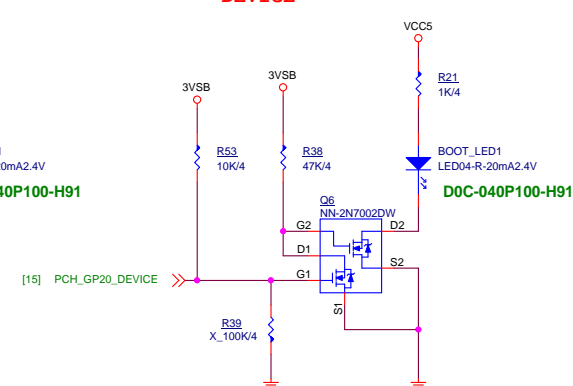 VCC5
R21
1K/4
3VSB
3VSB
R53
10K/4
R38
47K/4
BOOT_LED1
LED04-R-20mA2.4V
D0C-040P100-H91
0mA2.4V
40P100-H91
Q6
NN-2N7002DW
G2
D2
D1
S2
[15] PCH_GP20_DEVICE
G1
S1
R39
X_100K/4